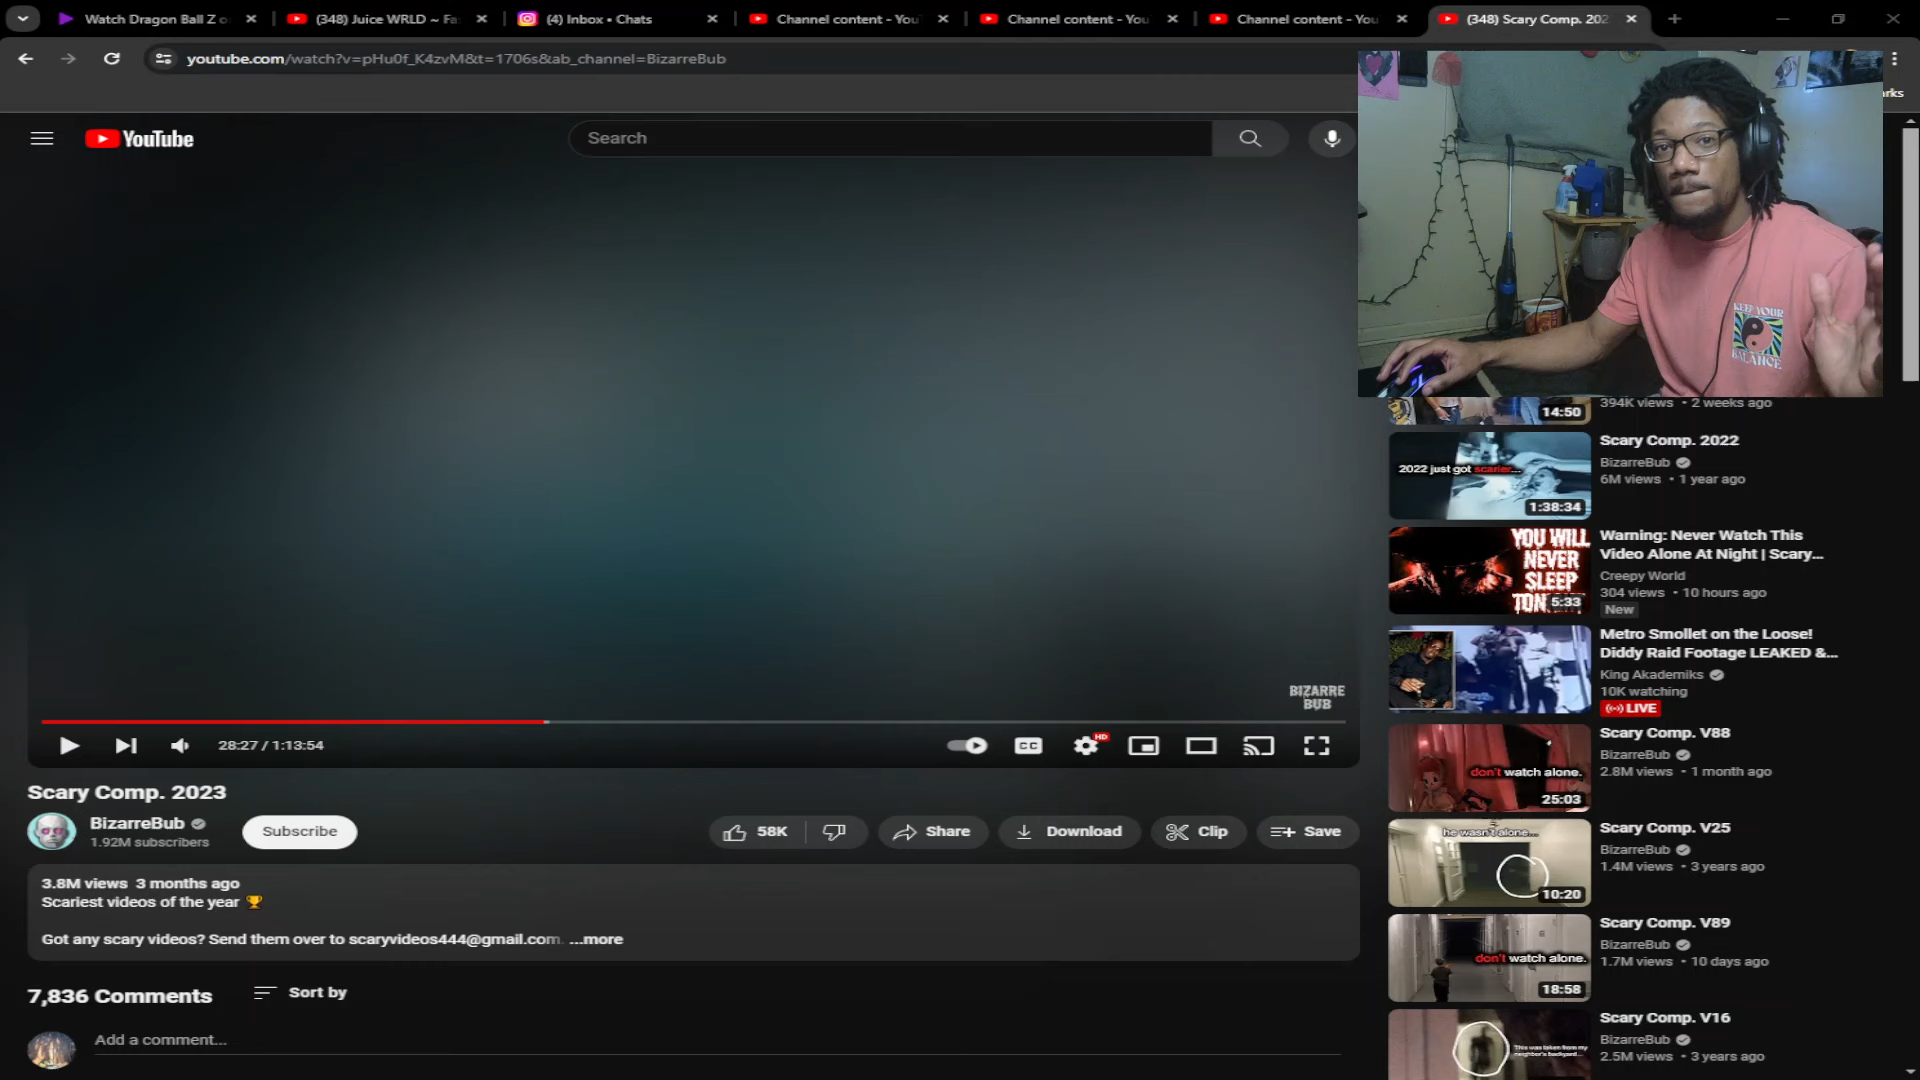 Watch Dragon Ball Z o
(348) Juice WRLD ~ Fa
(4) Inbox • Chats
Channel content - You
Channel content - You
Channel content - You
(348) Scary Comp. 202
youtube.com/watch?v=pHu0f_K4zvM&t=1706s&ab_channel=BizarreBub
rks
YouTube
Search
KEEP YOUR
BALANCE
BIZARRE
BUB
28:27 / 1:13:54
CC
HD
Scary Comp. 2023
BizarreBub
1.92M subscribers
Subscribe
58K
Share
Download
Clip
Save
3.8M views 3 months ago
Scariest videos of the year 🏆
Got any scary videos? Send them over to scaryvideos444@gmail.com. ...more
7,836 Comments
Sort by
Add a comment...
14:50
394K views • 2 weeks ago
2022 just got scarier...
1:38:34
Scary Comp. 2022
BizarreBub
6M views • 1 year ago
YOU WILL
NEVER
SLEEP
TON
5:33
Warning: Never Watch This
Video Alone At Night | Scary...
Creepy World
304 views • 10 hours ago
New
Metro Smollet on the Loose!
Diddy Raid Footage LEAKED &...
King Akademiks
10K watching
LIVE
don't watch alone.
25:03
Scary Comp. V88
BizarreBub
2.8M views • 1 month ago
he wasn't alone...
10:20
Scary Comp. V25
BizarreBub
1.4M views • 3 years ago
don't watch alone.
18:58
Scary Comp. V89
BizarreBub
1.7M views • 10 days ago
This was taken from my
neighbor's backyard...
Scary Comp. V16
BizarreBub
2.5M views • 3 years ago